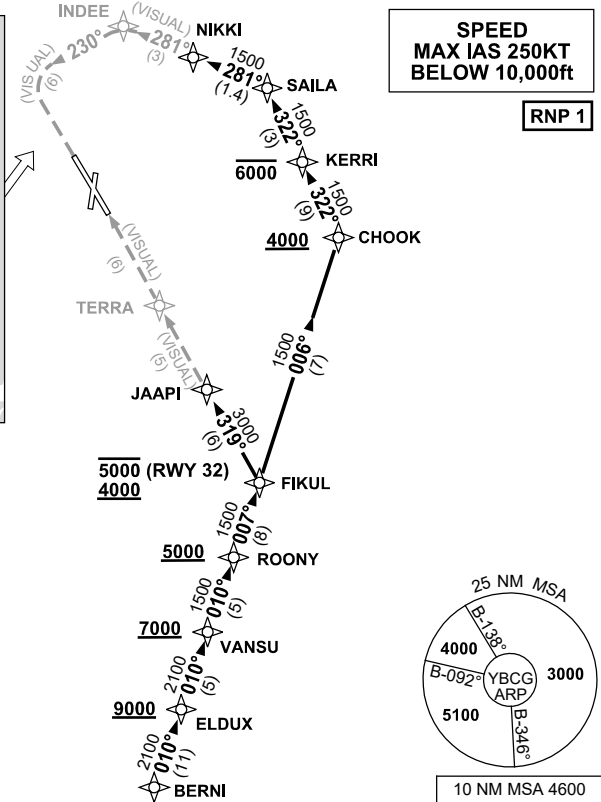 INDEE
(VISUAL)
281°
(3)
230°
(VISUAL)
(6)
NIKKI
1500
281°
(1.4)
SAILA
SPEED
MAX IAS 250KT
BELOW 10,000ft
RNP 1
1500
322°
(3)
KERRI
6000
1500
322°
(9)
4000
CHOOK
(VISUAL)
(6)
TERRA
(VISUAL)
(5)
1500
006°
(7)
JAAPI
3000
319°
(6)
5000 (RWY 32)
4000
FIKUL
1500
007°
(8)
5000
ROONY
1500
010°
(5)
7000
VANSU
2100
010°
(5)
9000
ELDUX
2100
010°
(11)
BERNI
25 NM MSA
B-138°
4000
3000
B-092°
YBCG
ARP
5100
B-346°
10 NM MSA 4600